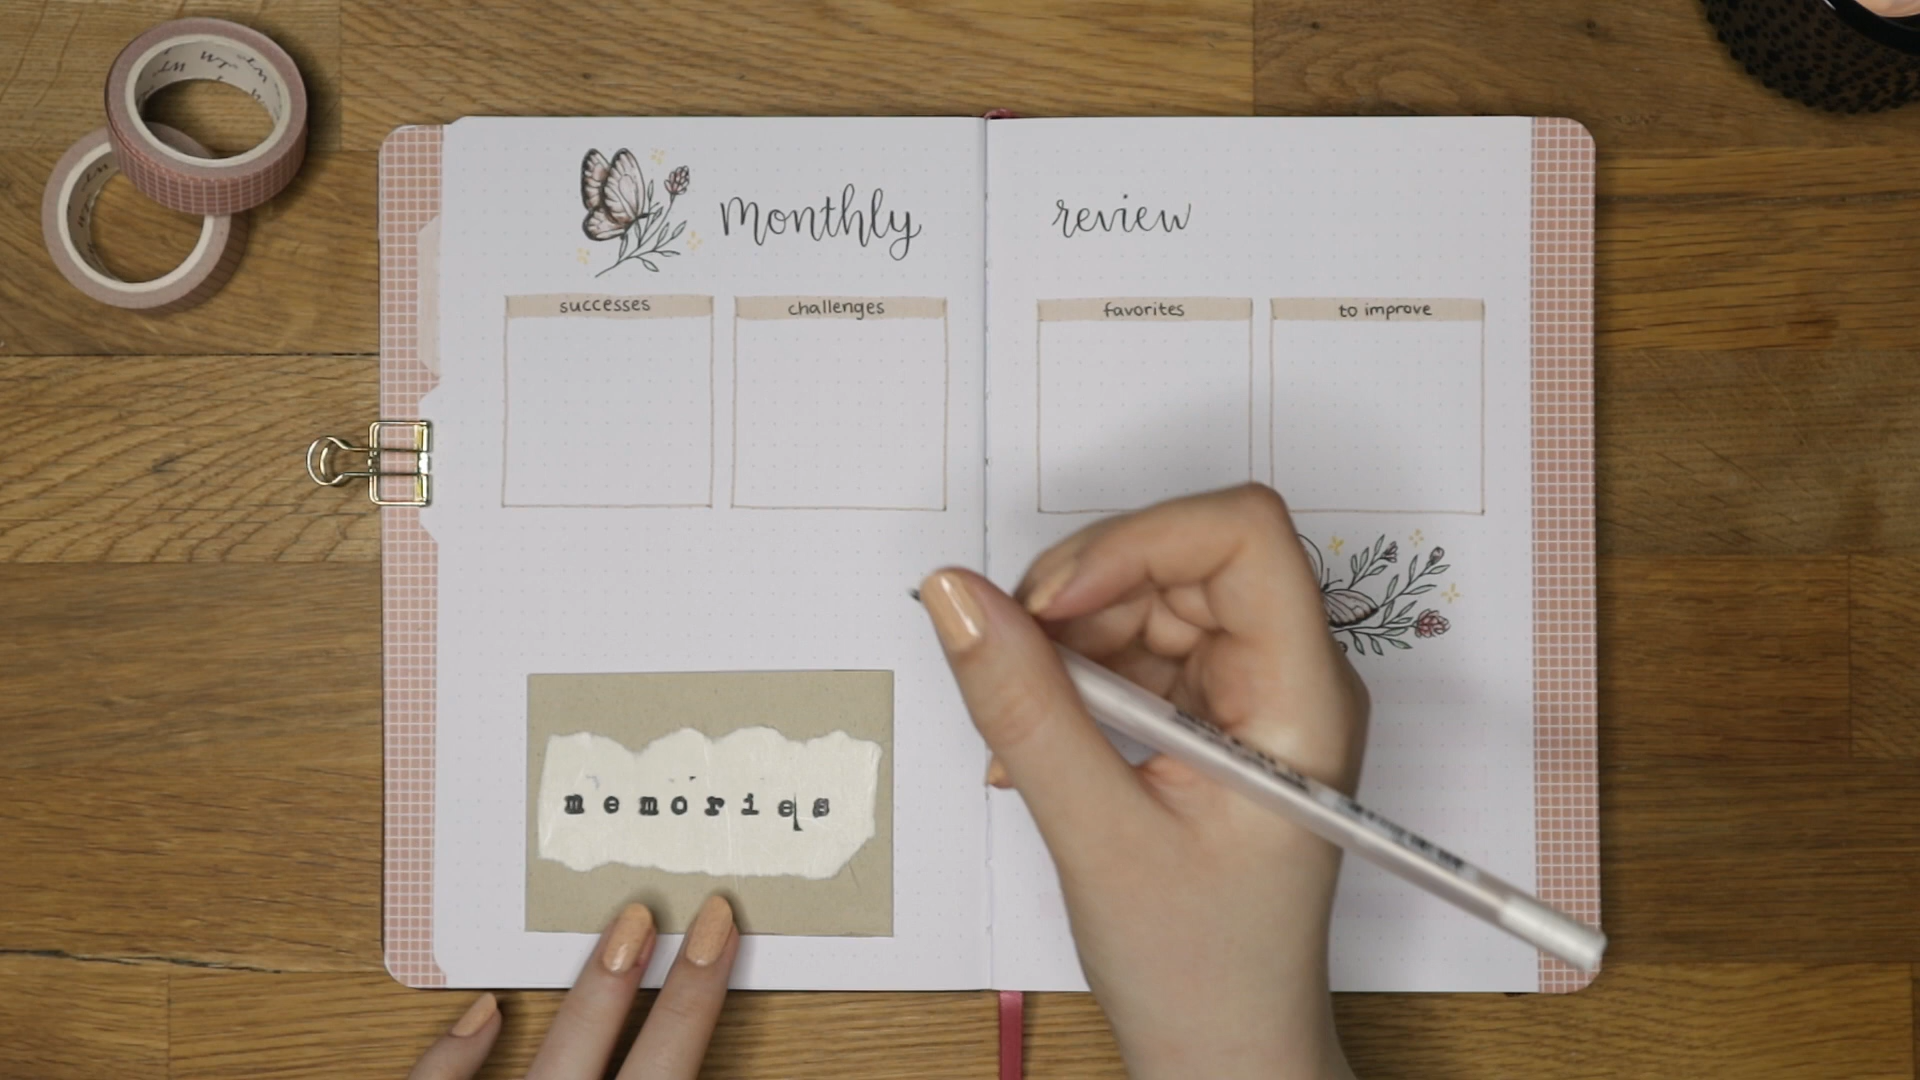 monthly review
successes challenges favorites to improve
memories